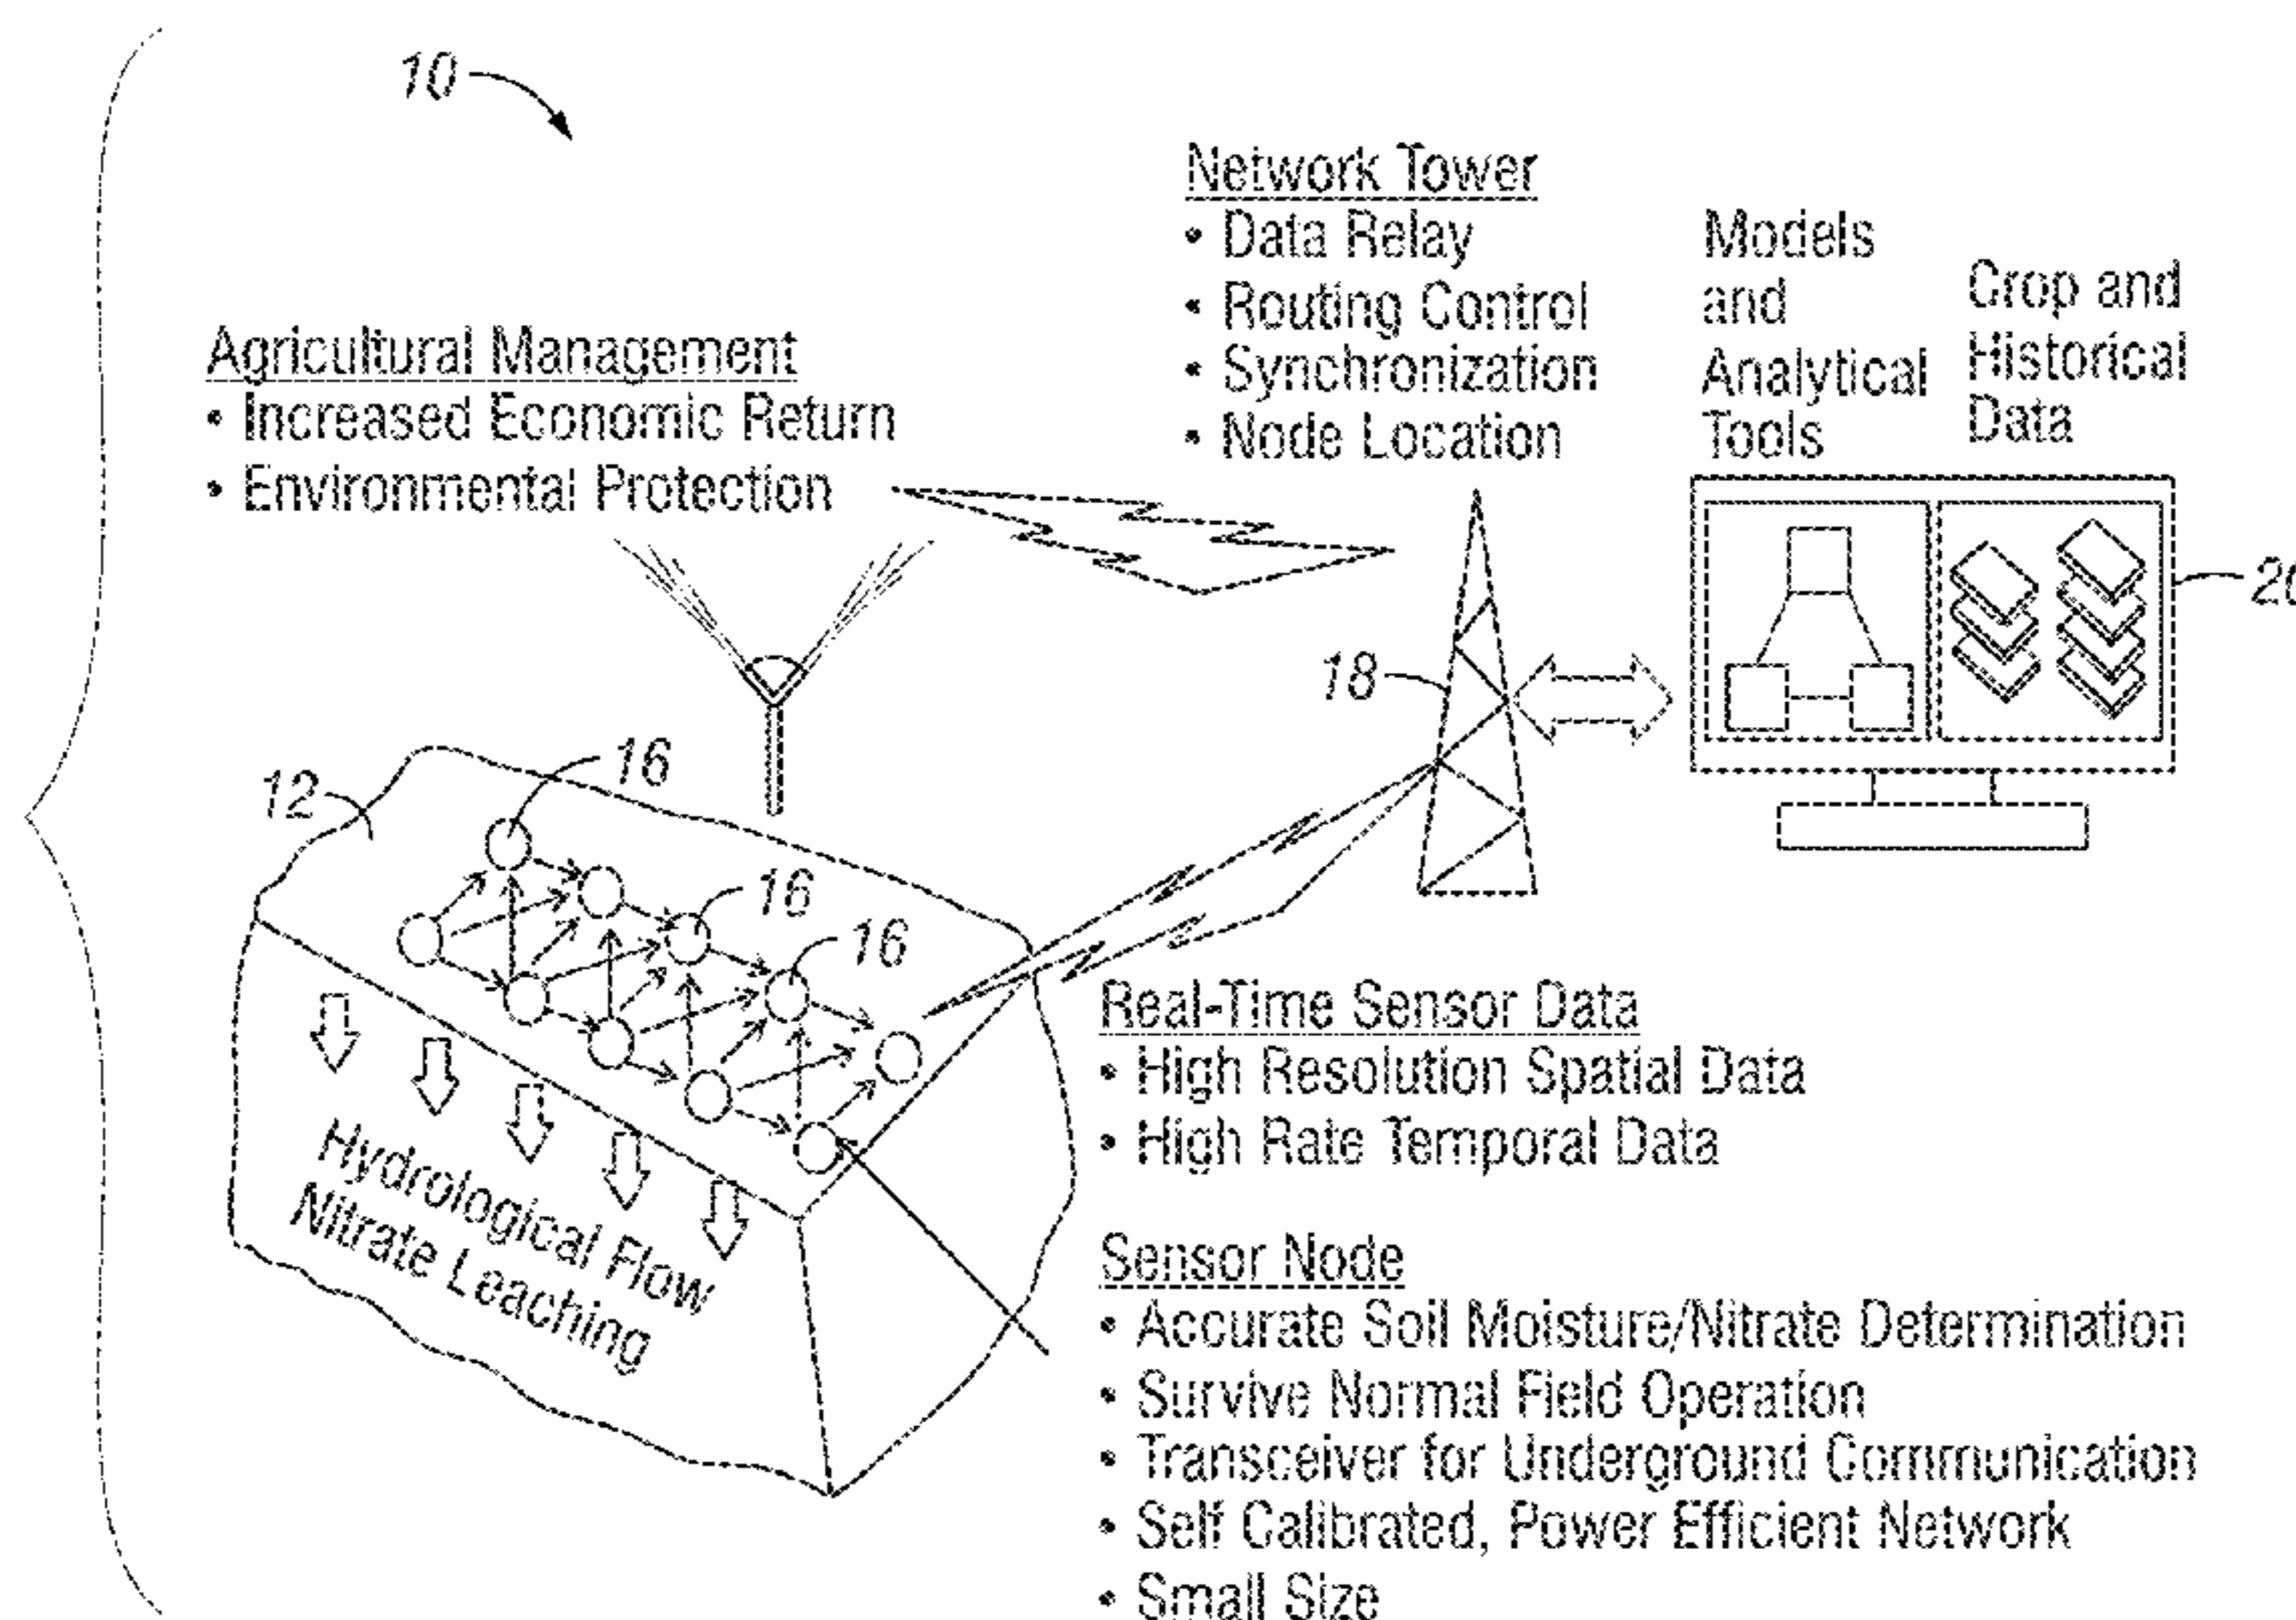 10
Network Tower
• Data Relay
• Routing Control
• Synchronization
• Node Location
Models
and
Analytical
Tools
Crop and
Historical
Data
Agricultural Management
• Increased Economic Return
• Environmental Protection
18
16
12
16
16
Real-Time Sensor Data
• High Resolution Spatial Data
• High Rate Temporal Data
Hydrological Flow
Nitrate Leaching
Sensor Node
• Accurate Soil Moisture/Nitrate Determination
• Survive Normal Field Operation
• Transceiver for Underground Communication
• Self Calibrated, Power Efficient Network
• Small Size